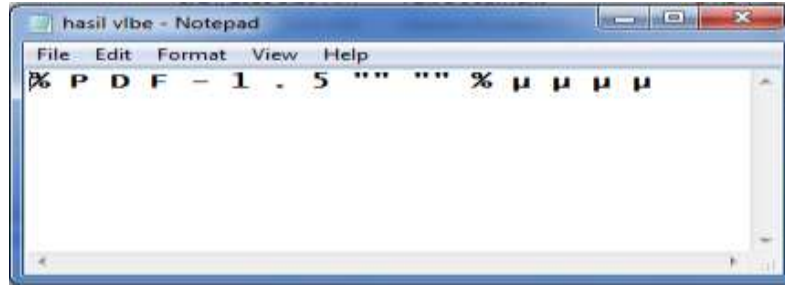 hasil vlbe - Notepad
File Edit Format View Help
% P D F - 1 . 5 "" "" % µ µ µ µ